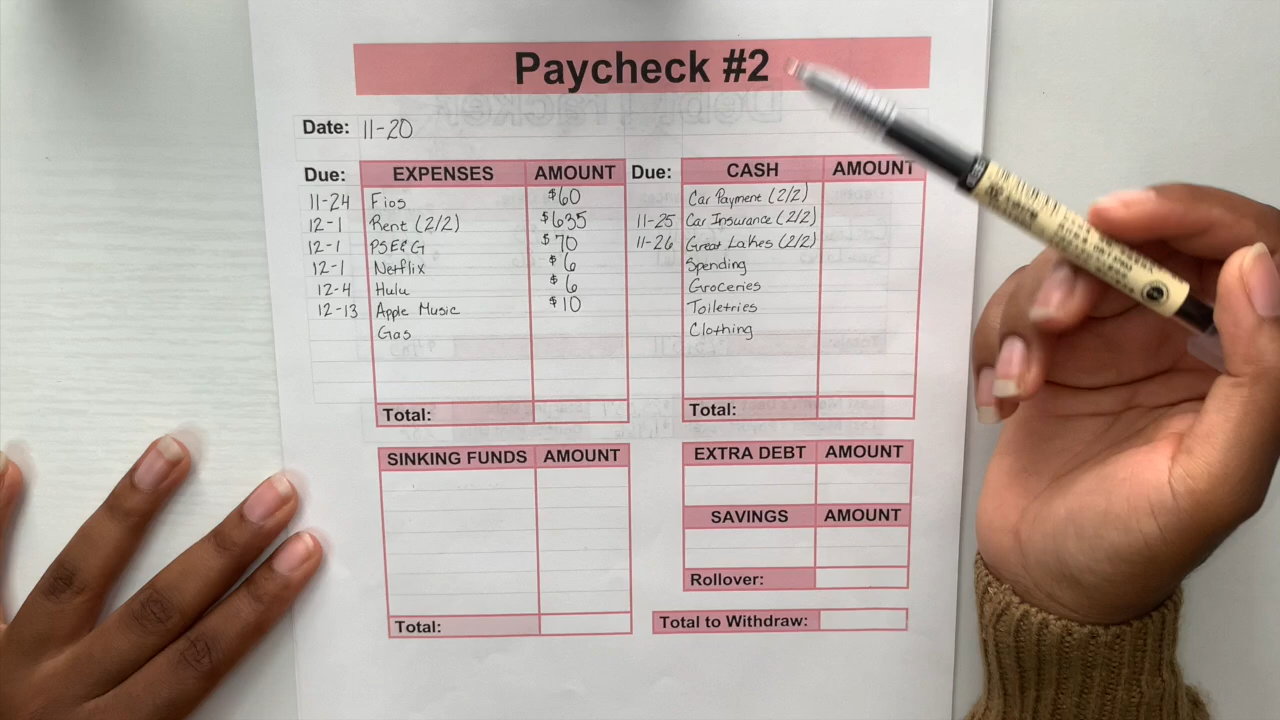 Paycheck #2
Date: 11-20
Due: EXPENSES AMOUNT
11-24 Fios $60
12-1 Rent (2/2) $635
12-1 PSE&G $70
12-1 Netflix $6
12-4 Hulu $6
12-13 Apple Music $10
Gas
Total:
Due: CASH AMOUNT
Car Payment (2/2)
11-25 Car Insurance (2/2)
11-26 Great Lakes (2/2)
Spending
Groceries
Toiletries
Clothing
Total:
SINKING FUNDS AMOUNT
Total:
EXTRA DEBT AMOUNT
SAVINGS AMOUNT
Rollover:
Total to Withdraw: